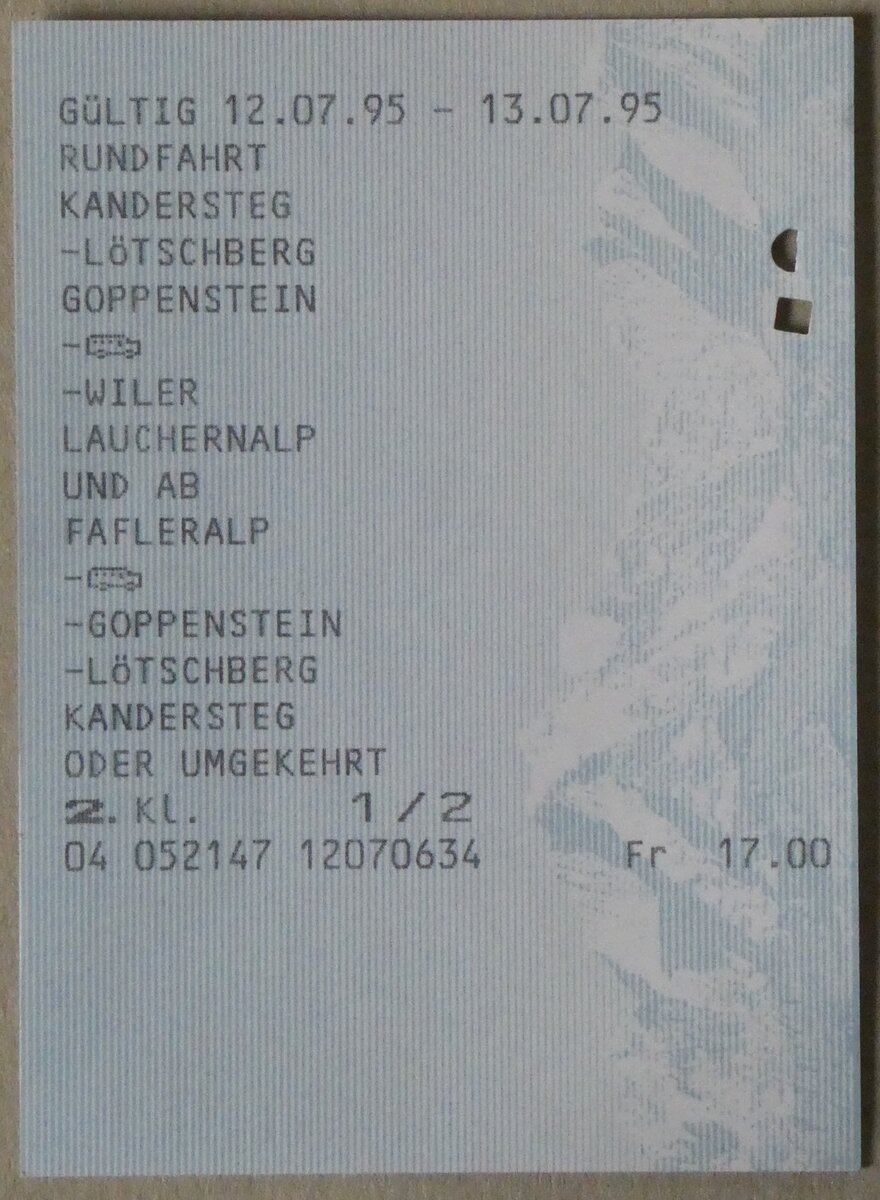 GüLTIG 12.07.95 - 13.07.95
RUNDFAHRT
KANDERSTEG
-LöTSCHBERG
GOPPENSTEIN
-
-WILER
LAUCHERNALP
UND AB
FAFLERALP
-
-GOPPENSTEIN
-LöTSCHBERG
KANDERSTEG
ODER UMGEKEHRT
2. Kl. 1/2
04 052147 12070634 Fr 17.00